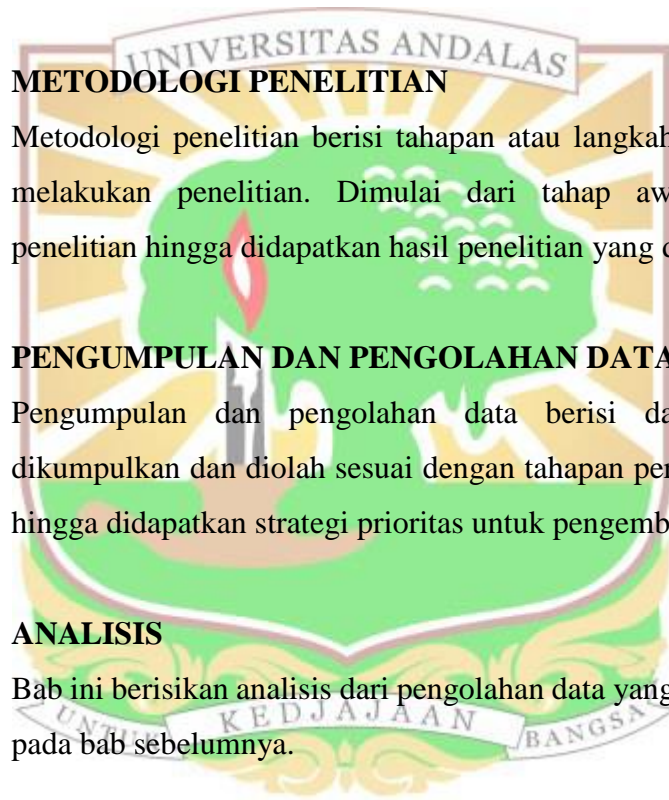 UNIVERSITAS ANDALAS
METODOLOGI PENELITIAN
Metodologi penelitian berisi tahapan atau langkah
melakukan penelitian. Dimulai dari tahap aw
penelitian hingga didapatkan hasil penelitian yang
PENGUMPULAN DAN PENGOLAHAN DATA
Pengumpulan dan pengolahan data berisi da
dikumpulkan dan diolah sesuai dengan tahapan pe
hingga didapatkan strategi prioritas untuk pengemb
ANALISIS
Bab ini berisikan analisis dari pengolahan data yang
UNTUK KEDJAJAAN BANGSA
pada bab sebelumnya.